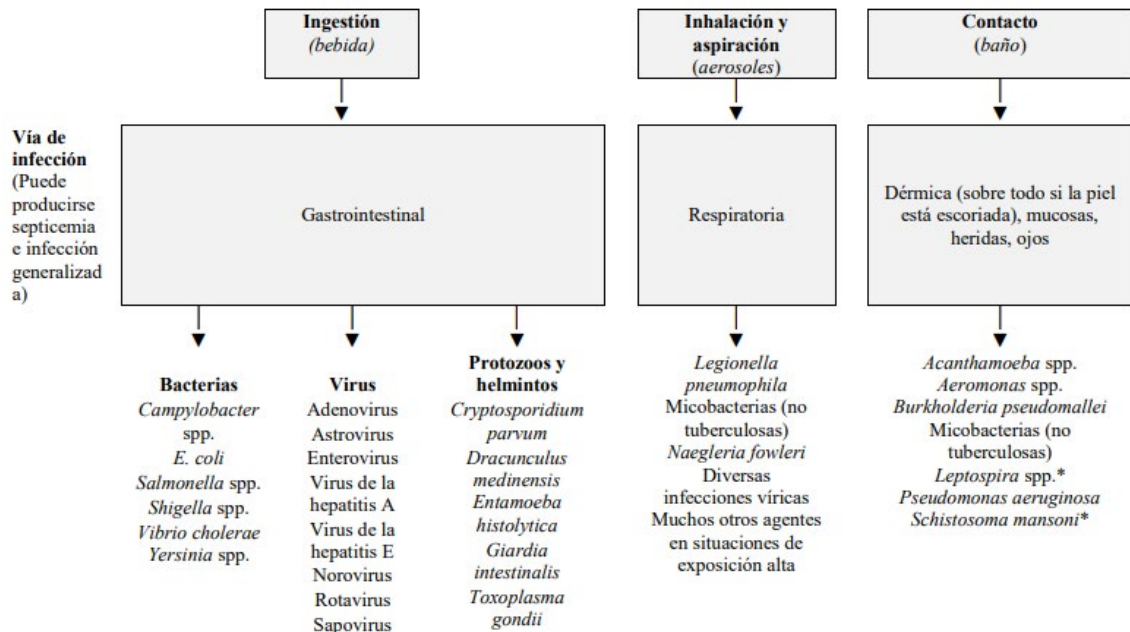 Ingestión
(bebida)
Inhalación y
aspiración
(aerosoles)
Contacto
(baño)
Vía de
infección
(Puede
producirse
septicemia
e infección
generalizad
a)
Gastrointestinal
Respiratoria
Dérmica (sobre todo si la piel
está escoriada), mucosas,
heridas, ojos
Bacterias
Campylobacter
spp.
E. coli
Salmonella spp.
Shigella spp.
Vibrio cholerae
Yersinia spp.
Virus
Adenovirus
Astrovirus
Enterovirus
Virus de la
hepatitis A
Virus de la
hepatitis E
Norovirus
Rotavirus
Sapovirus
Protozoos y
helmintos
Cryptosporidium
parvum
Dracunculus
medinensis
Entamoeba
histolytica
Giardia
intestinalis
Toxoplasma
gondii
Legionella
pneumophila
Micobacterias (no
tuberculosas)
Naegleria fowleri
Diversas
infecciones víricas
Muchos otros agentes
en situaciones de
exposición alta
Acanthamoeba spp.
Aeromonas spp.
Burkholderia pseudomallei
Micobacterias (no
tuberculosas)
Leptospira spp.*
Pseudomonas aeruginosa
Schistosoma mansoni*